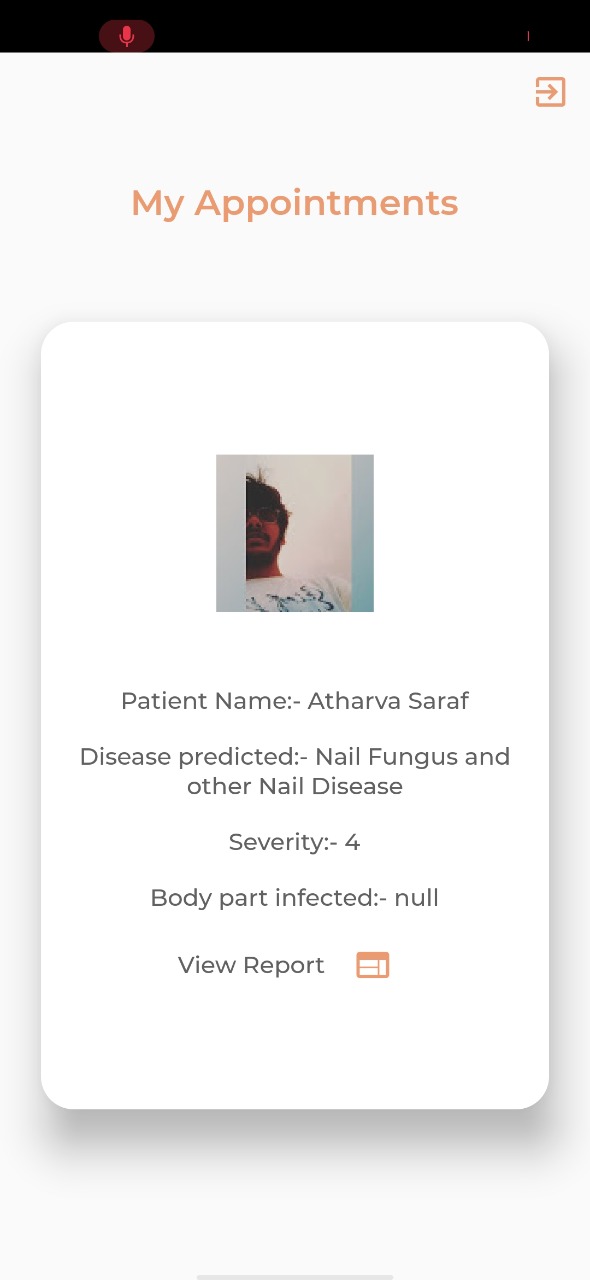 My Appointments
Patient Name:- Atharva Saraf
Disease predicted:- Nail Fungus and
other Nail Disease
Severity:- 4
Body part infected:- null
View Report